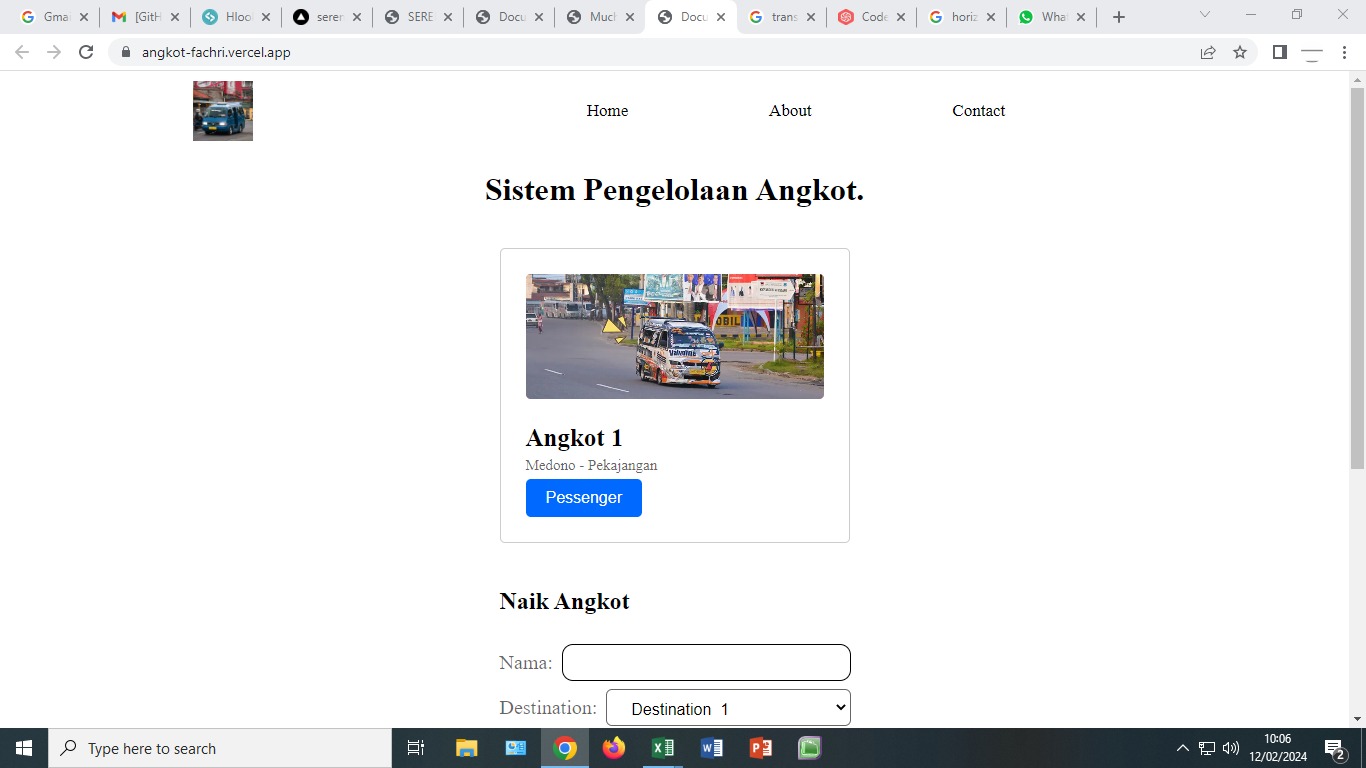 Gma
[GitH
Hloo
serer
SERE
Docu
Much
Docu
trans
Code
horiz
What
angkot-fachri.vercel.app
Home
About
Contact
Sistem Pengelolaan Angkot.
Angkot 1
Medono - Pekajangan
Pessenger
Naik Angkot
Nama:
Destination:
Destination 1
Type here to search
10:06
12/02/2024
2